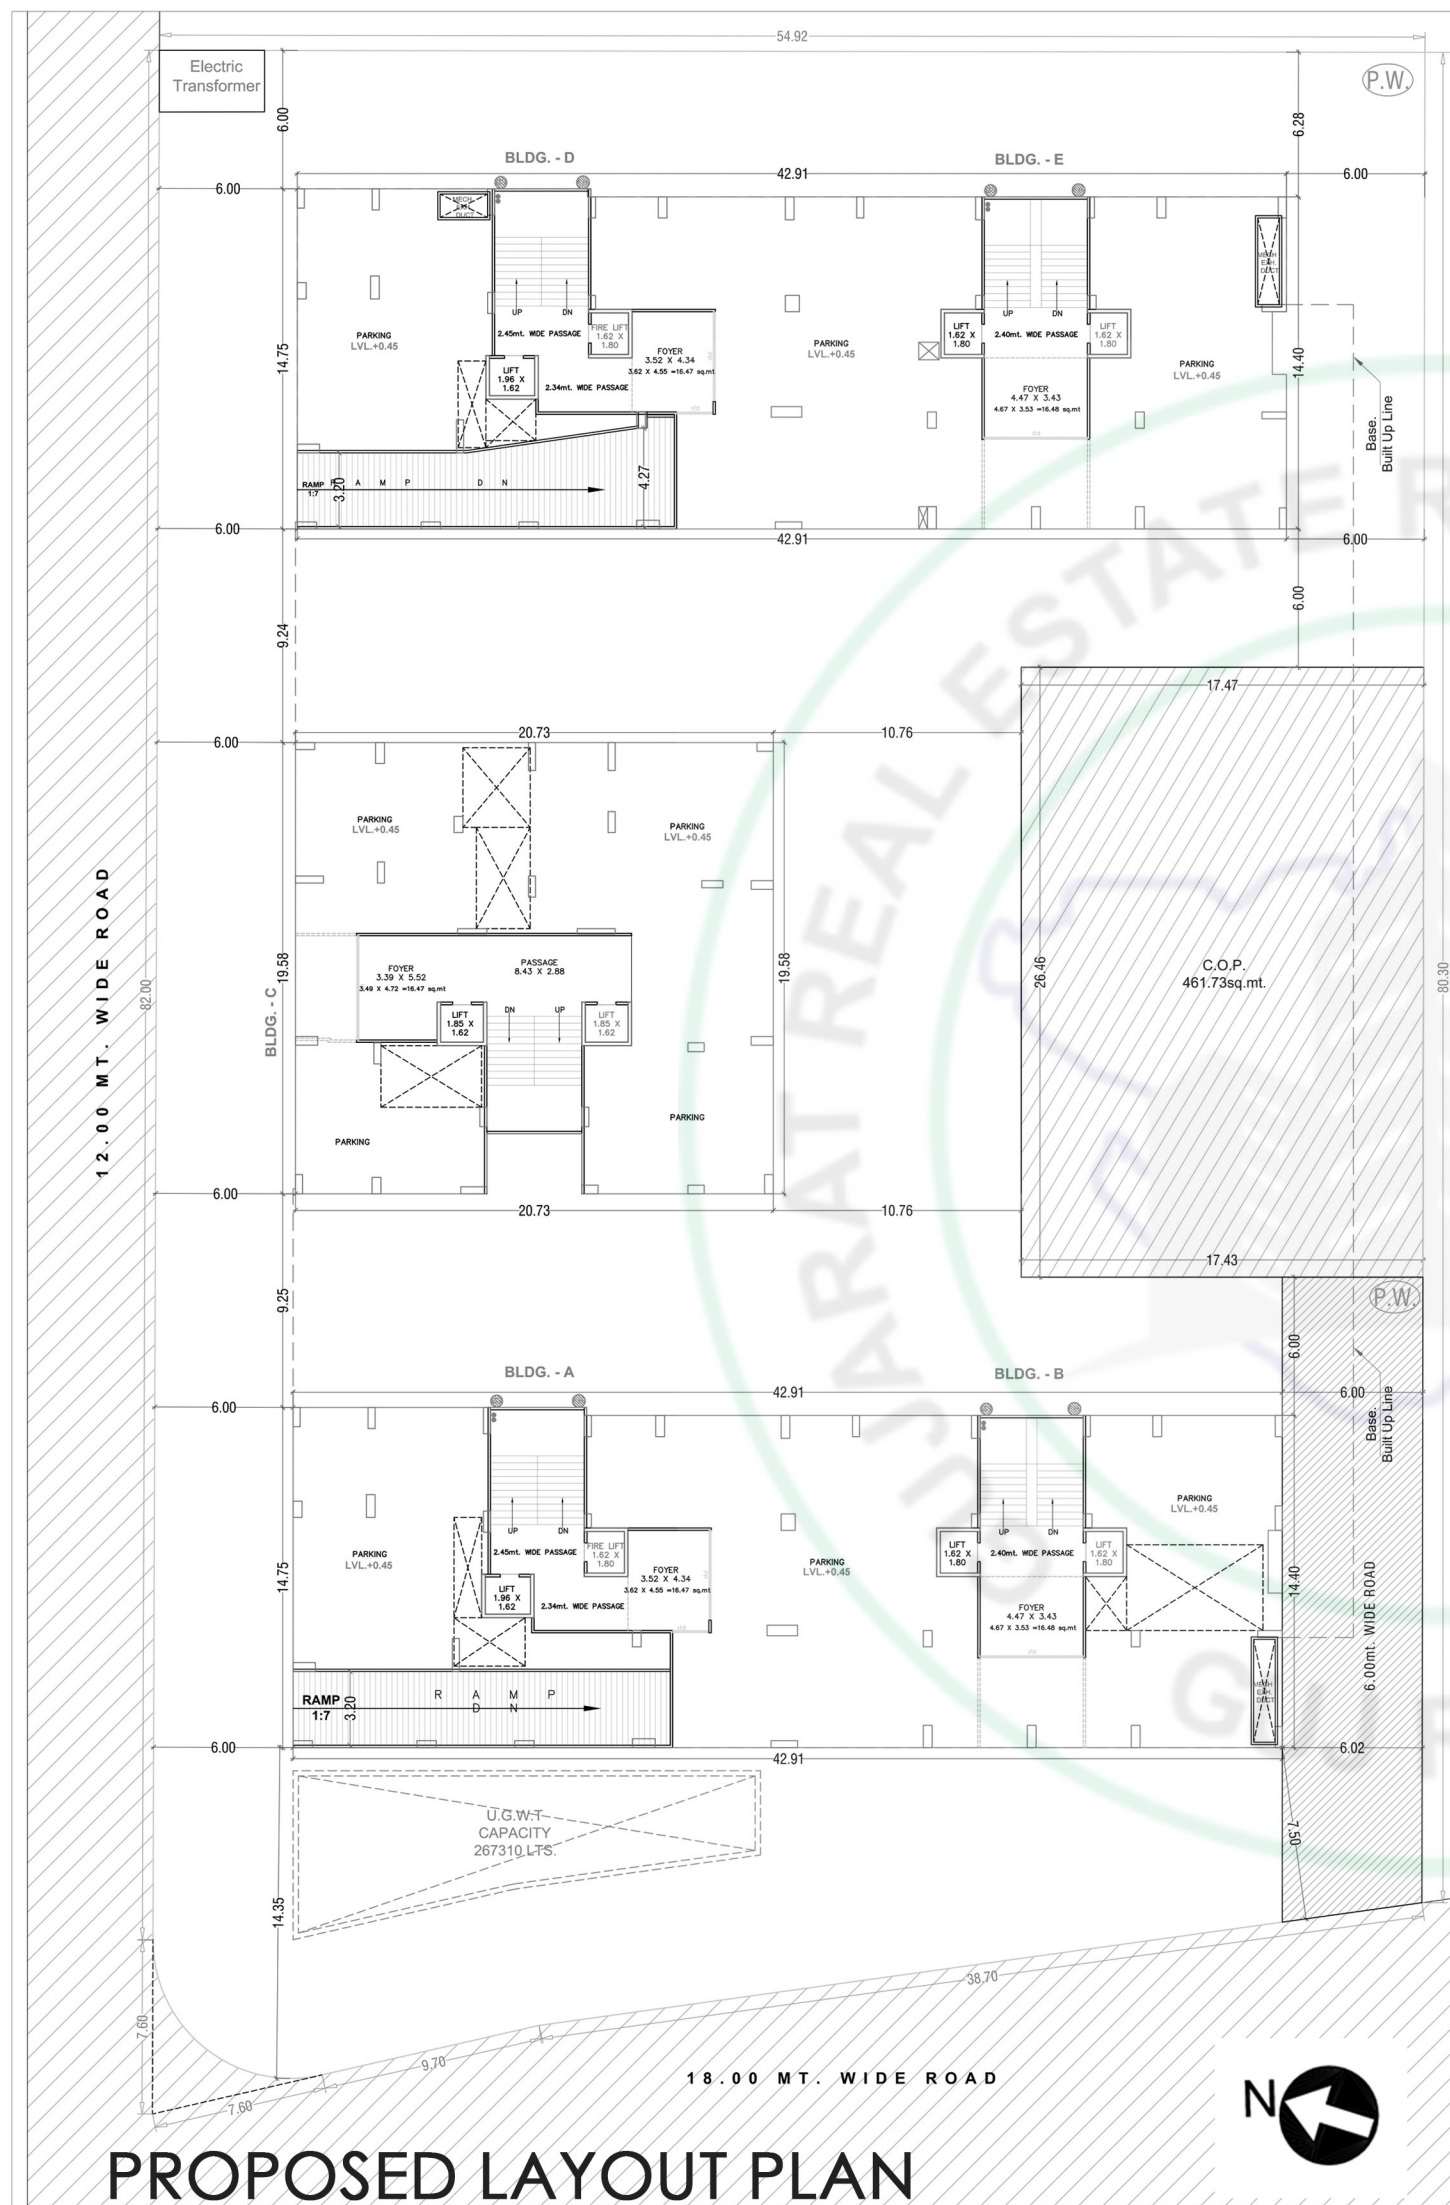 54.92
Electric
Transformer
P.W.
6.00
6.28
BLDG. - D
BLDG. - E
6.00
42.91
6.00
MECH.
EXH.
DUCT
MECH.
EXH.
DUCT
UP
DN
UP
DN
2.45mt. WIDE PASSAGE
FIRE LIFT
1.62 X
1.80
LIFT
1.62 X
1.80
2.40mt. WIDE PASSAGE
LIFT
1.62 X
1.80
PARKING
LVL.+0.45
FOYER
3.52 X 4.34
3.62 X 4.55 =16.47 sq.mt
PARKING
LVL.+0.45
PARKING
LVL.+0.45
14.75
14.40
LIFT
1.96 X
1.62
2.34mt. WIDE PASSAGE
FOYER
4.47 X 3.43
4.67 X 3.53 =16.48 sq.mt
Base.
Built Up Line
RAMP
1:7
3.20
R A M P D N
4.27
6.00
42.91
6.00
9.24
6.00
17.47
6.00
20.73
10.76
PARKING
LVL.+0.45
PARKING
LVL.+0.45
12.00 MT. WIDE ROAD
82.00
BLDG. - C
19.58
FOYER
3.39 X 5.52
3.49 X 4.72 =16.47 sq.mt
PASSAGE
8.43 X 2.88
19.58
26.46
C.O.P.
461.73sq.mt.
80.30
LIFT
1.85 X
1.62
DN
UP
LIFT
1.85 X
1.62
PARKING
PARKING
6.00
20.73
10.76
17.43
9.25
P.W.
6.00
BLDG. - A
BLDG. - B
6.00
42.91
6.00
Base.
Built Up Line
UP
DN
UP
DN
PARKING
LVL.+0.45
2.45mt. WIDE PASSAGE
FIRE LIFT
1.62 X
1.80
LIFT
1.62 X
1.80
2.40mt. WIDE PASSAGE
LIFT
1.62 X
1.80
PARKING
LVL.+0.45
FOYER
3.52 X 4.34
3.62 X 4.55 =16.47 sq.mt
PARKING
LVL.+0.45
14.75
14.40
LIFT
1.96 X
1.62
2.34mt. WIDE PASSAGE
FOYER
4.47 X 3.43
4.67 X 3.53 =16.48 sq.mt
6.00mt. WIDE ROAD
MECH.
EXH.
DUCT
RAMP
1:7
3.20
R A M P
D N
6.00
42.91
6.02
U.G.W.T
CAPACITY
267310 LTS.
7.50
14.35
38.70
7.60
9.70
7.60
18.00 MT. WIDE ROAD
N
PROPOSED LAYOUT PLAN
GUJARAT REAL ESTATE R